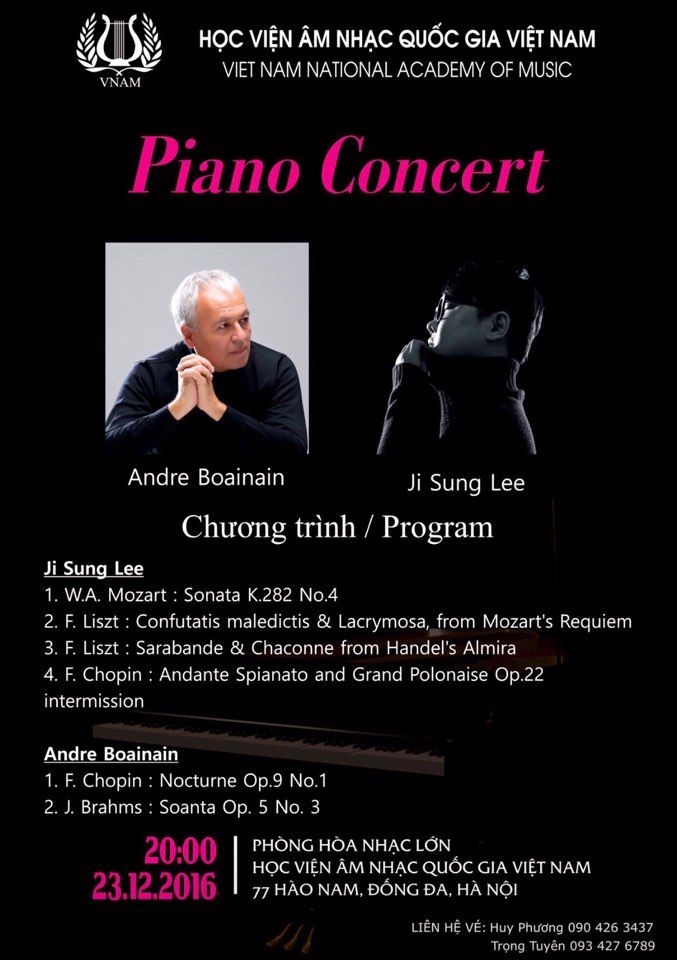 HỌC VIỆN ÂM NHẠC QUỐC GIA VIỆT NAM
VIET NAM NATIONAL ACADEMY OF MUSIC
VNAM
Piano Concert
Andre Boainain
Ji Sung Lee
Chương trình / Program
Ji Sung Lee
1. W.A. Mozart : Sonata K.282 No.4
2. F. Liszt : Confutatis maledictis & Lacrymosa, from Mozart's Requiem
3. F. Liszt : Sarabande & Chaconne from Handel's Almira
4. F. Chopin : Andante Spianato and Grand Polonaise Op.22
intermission
Andre Boainain
1. F. Chopin : Nocturne Op.9 No.1
2. J. Brahms : Soanta Op. 5 No. 3
20:00
23.12.2016
PHÒNG HÒA NHẠC LỚN
HỌC VIỆN ÂM NHẠC QUỐC GIA VIỆT NAM
77 HÀO NAM, ĐỐNG ĐA, HÀ NỘI
LIÊN HỆ VÉ: Huy Phương 090 426 3437
Trọng Tuyên 093 427 6789